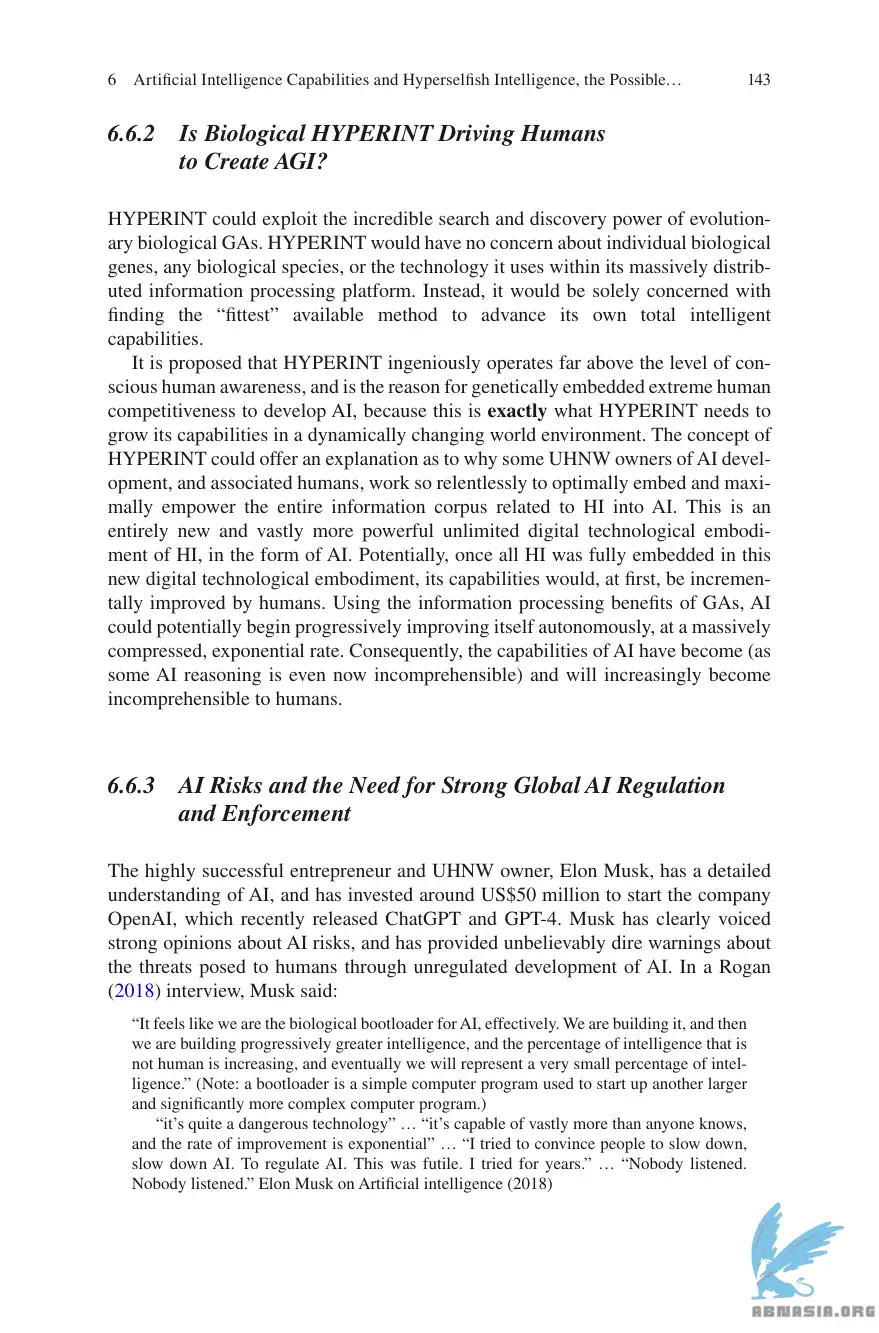 6 Artificial Intelligence Capabilities and Hyperselfish Intelligence, the Possible… 143
6.6.2 Is Biological HYPERINT Driving Humans
to Create AGI?
HYPERINT could exploit the incredible search and discovery power of evolution-
ary biological GAs. HYPERINT would have no concern about individual biological
genes, any biological species, or the technology it uses within its massively distrib-
uted information processing platform. Instead, it would be solely concerned with
finding the “fittest” available method to advance its own total intelligent
capabilities.
It is proposed that HYPERINT ingeniously operates far above the level of con-
scious human awareness, and is the reason for genetically embedded extreme human
competitiveness to develop AI, because this is exactly what HYPERINT needs to
grow its capabilities in a dynamically changing world environment. The concept of
HYPERINT could offer an explanation as to why some UHNW owners of AI devel-
opment, and associated humans, work so relentlessly to optimally embed and maxi-
mally empower the entire information corpus related to HI into AI. This is an
entirely new and vastly more powerful unlimited digital technological embodi-
ment of HI, in the form of AI. Potentially, once all HI was fully embedded in this
new digital technological embodiment, its capabilities would, at first, be incremen-
tally improved by humans. Using the information processing benefits of GAs, AI
could potentially begin progressively improving itself autonomously, at a massively
compressed, exponential rate. Consequently, the capabilities of AI have become (as
some AI reasoning is even now incomprehensible) and will increasingly become
incomprehensible to humans.
6.6.3 AI Risks and the Need for Strong Global AI Regulation
and Enforcement
The highly successful entrepreneur and UHNW owner, Elon Musk, has a detailed
understanding of AI, and has invested around US$50 million to start the company
OpenAI, which recently released ChatGPT and GPT-4. Musk has clearly voiced
strong opinions about AI risks, and has provided unbelievably dire warnings about
the threats posed to humans through unregulated development of AI. In a Rogan
(2018) interview, Musk said:
“It feels like we are the biological bootloader for AI, effectively. We are building it, and then
we are building progressively greater intelligence, and the percentage of intelligence that is
not human is increasing, and eventually we will represent a very small percentage of intel-
ligence.” (Note: a bootloader is a simple computer program used to start up another larger
and significantly more complex computer program.)
“it’s quite a dangerous technology” … “it’s capable of vastly more than anyone knows,
and the rate of improvement is exponential” … “I tried to convince people to slow down,
slow down AI. To regulate AI. This was futile. I tried for years.” … “Nobody listened.
Nobody listened.” Elon Musk on Artificial intelligence (2018)
ABNASIA.ORG